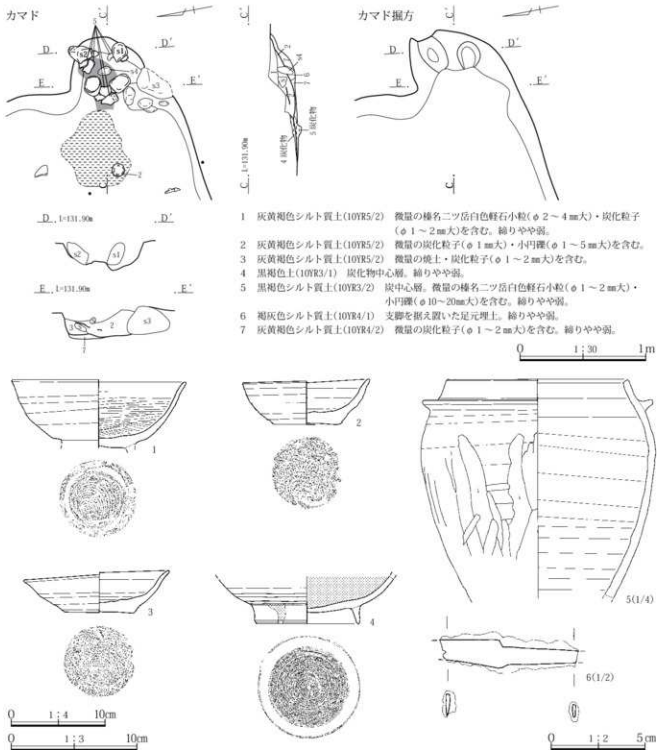 カマド
カマド掘方
C'
C'
C'
5
D
D'
D
D'
s2
s1
s4
E
E'
s3
E
E'
2
C
C L=131.90m
C
2
s4
6
7
4 炭化物
5 炭化物
D L=131.90m D'
s2 s1
E L=131.90m E'
3 2 s3
7
1 灰黄褐色シルト質土(10YR5/2) 微量の榛名二ツ岳白色軽石小粒(φ2～4㎜大)・炭化粒子
(φ1～2㎜大)を含む。締りやや弱。
2 灰黄褐色シルト質土(10YR5/2) 微量の炭化粒子(φ1㎜大)・小円礫(φ1～5㎜大)を含む。
3 灰黄褐色シルト質土(10YR5/2) 微量の焼土・炭化粒子(φ1～2㎜大)を含む。
4 黒褐色土(10YR3/1) 炭化物中心層。締りやや弱。
5 黒褐色シルト質土(10YR3/2) 炭中心層。微量の榛名二ツ岳白色軽石小粒(φ1～2㎜大)・
小円礫(φ10～20㎜大)を含む。締りやや弱。
6 褐灰色シルト質土(10YR4/1) 支脚を据え置いた足元埋土。締りやや弱。
7 灰黄褐色シルト質土(10YR4/2) 微量の炭化粒子(φ1～2㎜大)を含む。締りやや弱。
0 1：30 1m
1
2
3
4
5(1/4)
6(1/2)
0 1：4 10㎝
0 1：3 10㎝
0 1：2 5㎝